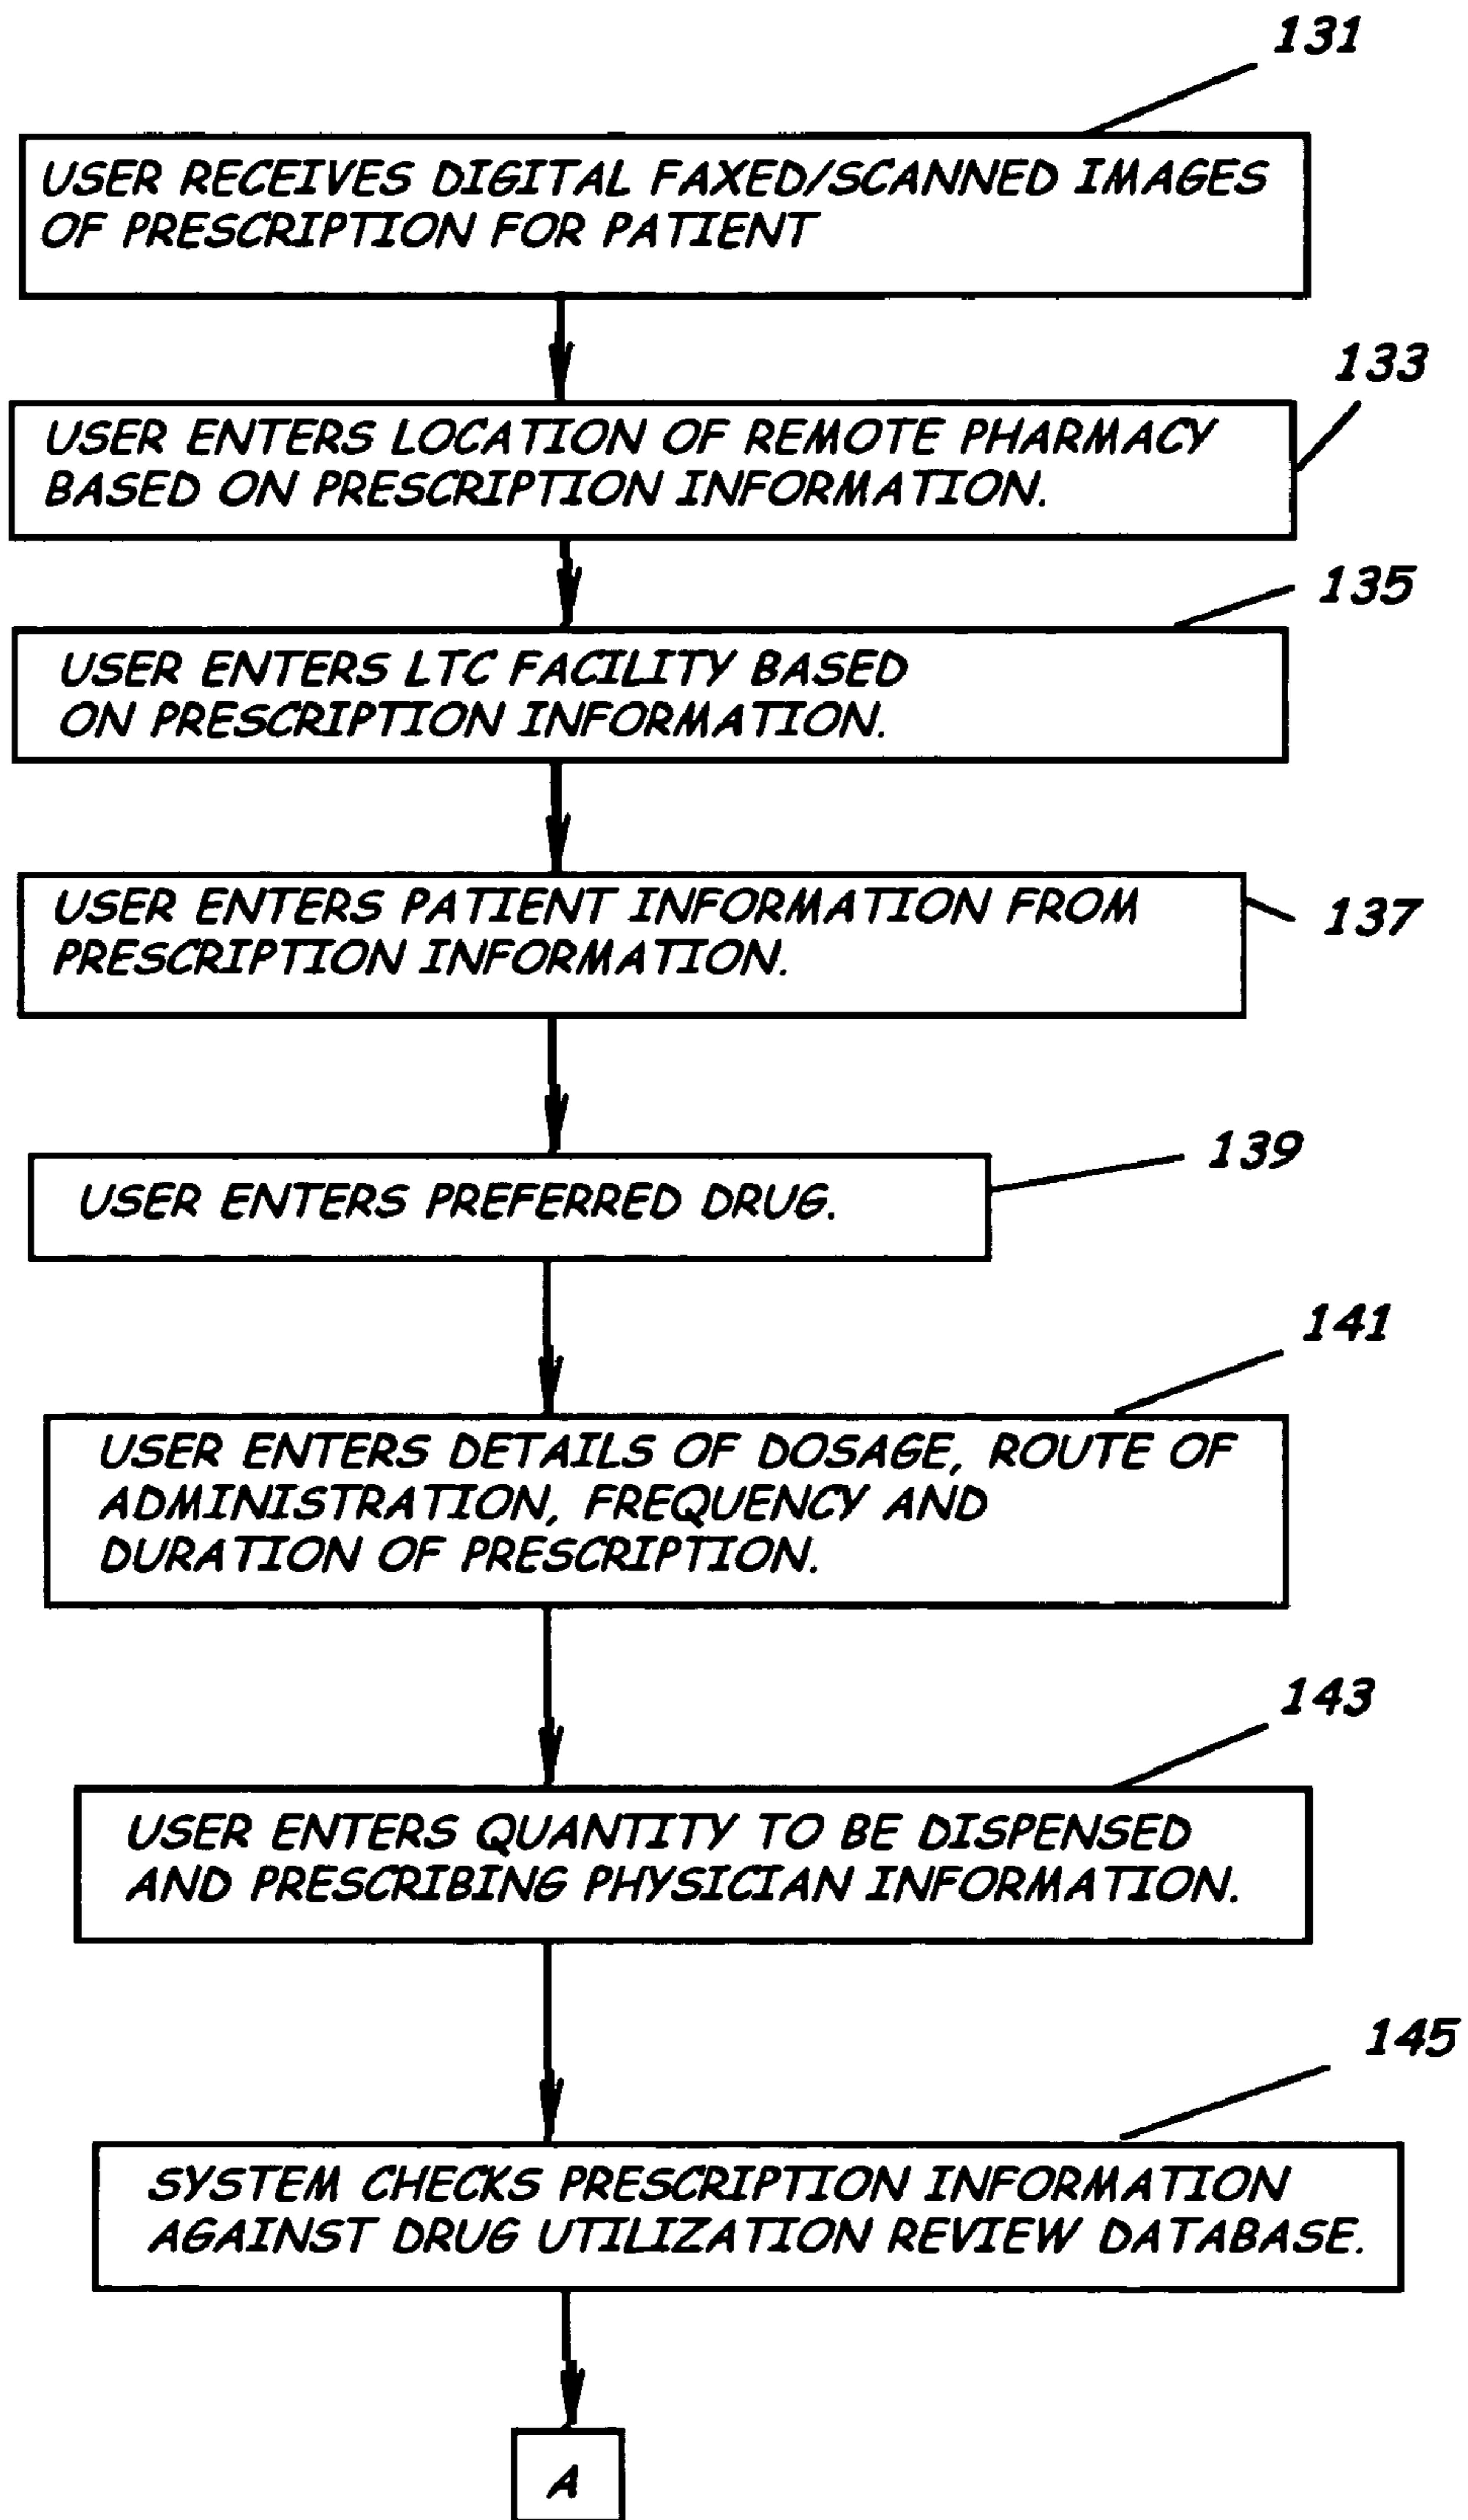 131
USER RECEIVES DIGITAL FAXED/SCANNED IMAGES
OF PRESCRIPTION FOR PATIENT
133
USER ENTERS LOCATION OF REMOTE PHARMACY
BASED ON PRESCRIPTION INFORMATION.
135
USER ENTERS LTC FACILITY BASED
ON PRESCRIPTION INFORMATION.
USER ENTERS PATIENT INFORMATION FROM
137
PRESCRIPTION INFORMATION.
139
USER ENTERS PREFERRED DRUG.
141
USER ENTERS DETAILS OF DOSAGE, ROUTE OF
ADMINISTRATION, FREQUENCY AND
DURATION OF PRESCRIPTION.
143
USER ENTERS QUANTITY TO BE DISPENSED
AND PRESCRIBING PHYSICIAN INFORMATION.
145
SYSTEM CHECKS PRESCRIPTION INFORMATION
AGAINST DRUG UTILIZATION REVIEW DATABASE.
A